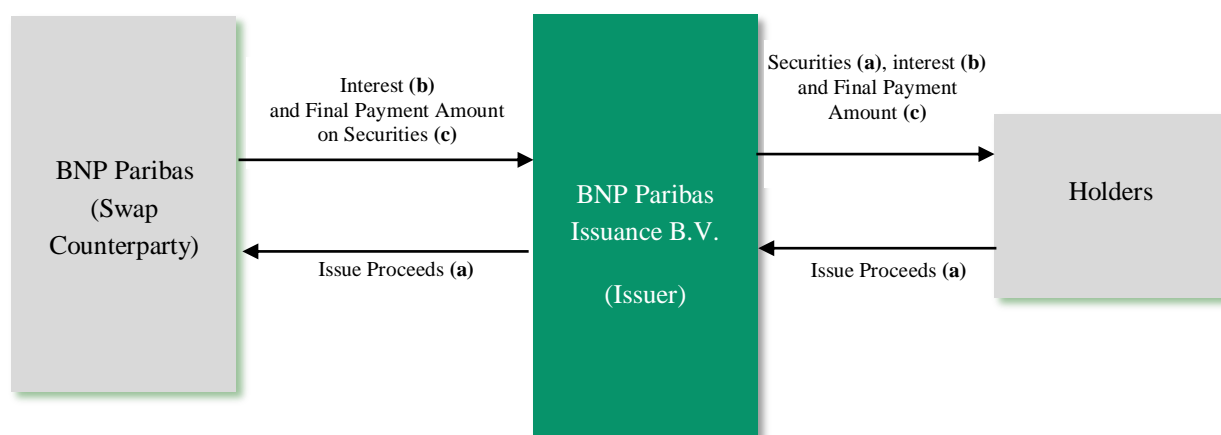 BNP Paribas
(Swap
Counterparty)
Interest (b)
and Final Payment Amount
on Securities (c)
Issue Proceeds (a)
BNP Paribas
Issuance B.V.
(Issuer)
Securities (a), interest (b)
and Final Payment
Amount (c)
Issue Proceeds (a)
Holders